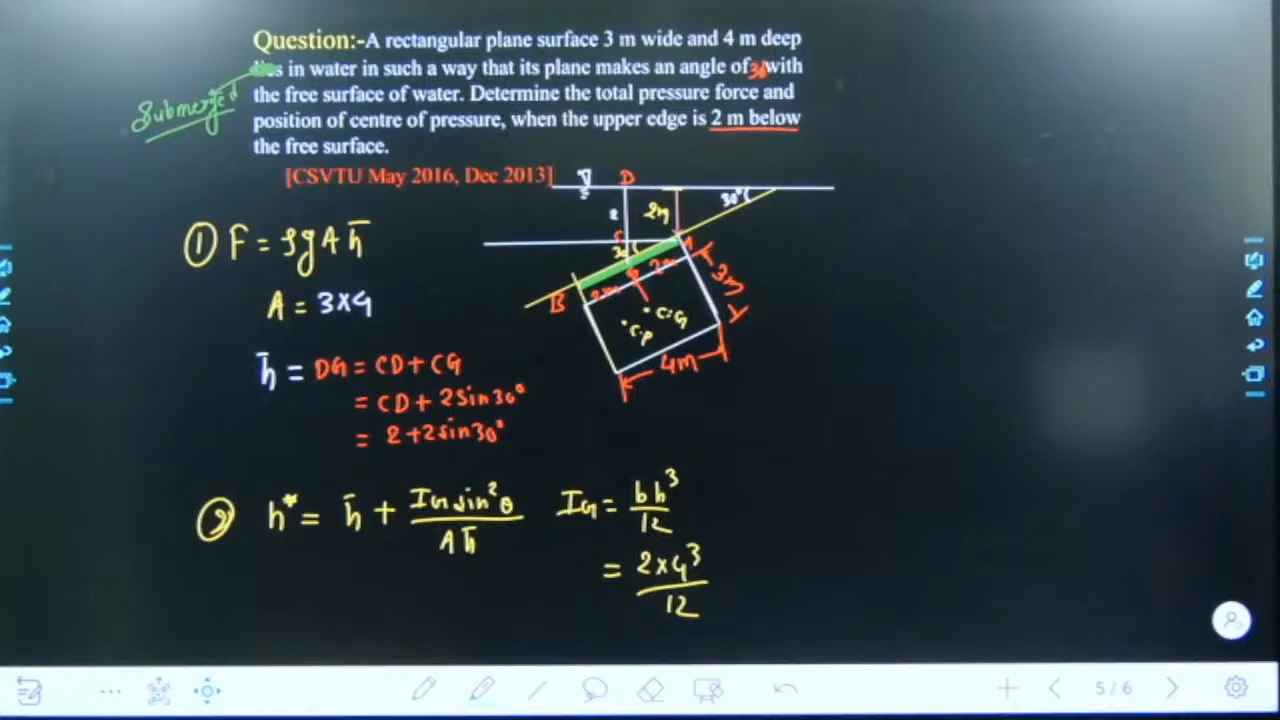 Question:-A rectangular plane surface 3 m wide and 4 m deep
in water in such a way that its plane makes an angle of 30 with
Submerged
the free surface of water. Determine the total pressure force and
position of centre of pressure, when the upper edge is 2 m below
the free surface.
[CSVTU May 2016, Dec 2013]
D
30°
2
2m
C
30
A
① F = ρgAh̄
G
2m
3m
B
2m
A = 3×4
C.G
C.P
4m
h̄ = DG = CD + CG
= CD + 2Sin30°
= 2+2sin30°
② h* = h̄ + IG sin²θ / Ah̄
IG = bh³/12
= 2×4³/12
5/6